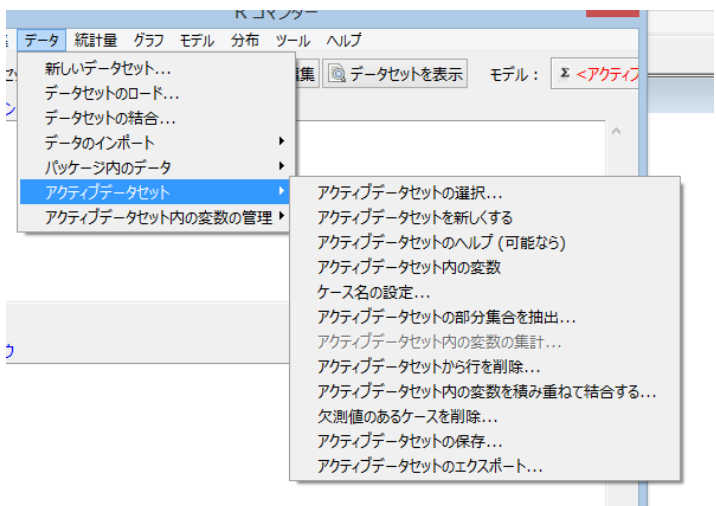 R コマンダー
データ 統計量 グラフ モデル 分布 ツール ヘルプ
新しいデータセット...
集 データセットを表示 モデル： Σ <アクティブ
データセットのロード...
データセットの結合...
データのインポート
パッケージ内のデータ
アクティブデータセット
アクティブデータセット内の変数の管理
アクティブデータセットの選択...
アクティブデータセットを新しくする
アクティブデータセットのヘルプ (可能なら)
アクティブデータセット内の変数
ケース名の設定...
アクティブデータセットの部分集合を抽出...
アクティブデータセット内の変数の集計...
アクティブデータセットから行を削除...
アクティブデータセット内の変数を積み重ねて結合する...
欠測値のあるケースを削除...
アクティブデータセットの保存...
アクティブデータセットのエクスポート...
ウ